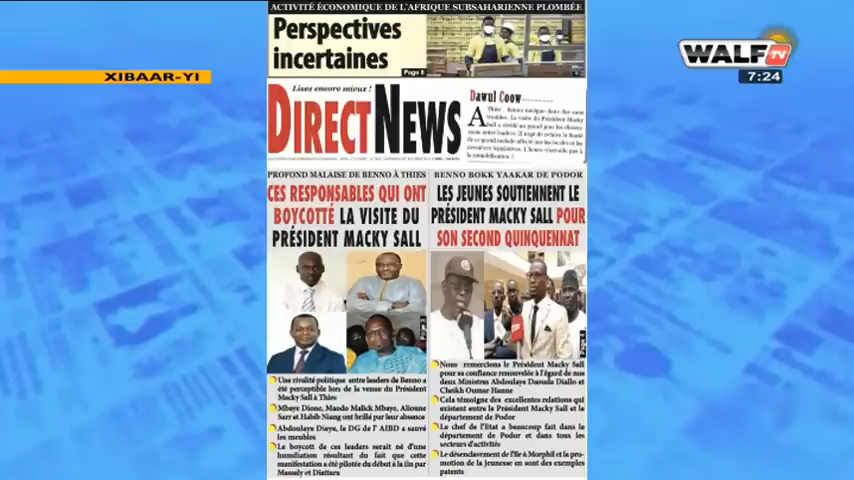 ACTIVITÉ ÉCONOMIQUE DE L'AFRIQUE SUBSAHARIENNE PLOMBÉE
Perspectives
incertaines
Page 8
WALF TV
7:24
XIBAAR-YI
Lisez encore mieux !
DIRECT NEWS
Dawul Coow
PROFOND MALAISE DE BENNO A THIES
CES RESPONSABLES QUI ONT
BOYCOTTÉ LA VISITE DU
PRÉSIDENT MACKY SALL
Une rivalité politique entre leaders de Benno a
été perceptible lors de la venue du Président
Macky Sall à Thiès
Mbaye Dione, Maodo Malick Mbaye, Alioune
Sarr et Habib Niang ont brillé par leur absence
Abdoulaye Dieye, le DG de l' AIBD a sauvé
les meubles
Le boycott de ces leaders serait né d'une
humiliation résultant du fait que cette
manifestation a été pilotée du début à la fin par
Massaly et Diattara
BENNO BOKK YAAKAR DE PODOR
LES JEUNES SOUTIENNENT LE
PRÉSIDENT MACKY SALL POUR
SON SECOND QUINQUENNAT
Nous remercions le Président Macky Sall
pour sa confiance renouvelée à l'égard de nos
deux Ministres Abdoulaye Daouda Diallo et
Cheikh Oumar Hanne
Cela témoigne des excellentes relations qui
existent entre le Président Macky Sall et le
département de Podor
Le chef de l'Etat a beaucoup fait dans le
département de Podor et dans tous les
secteurs d'activités
Le désenclavement de l'île à Morphil et la pro-
motion de la Jeunesse en sont des exemples
patents